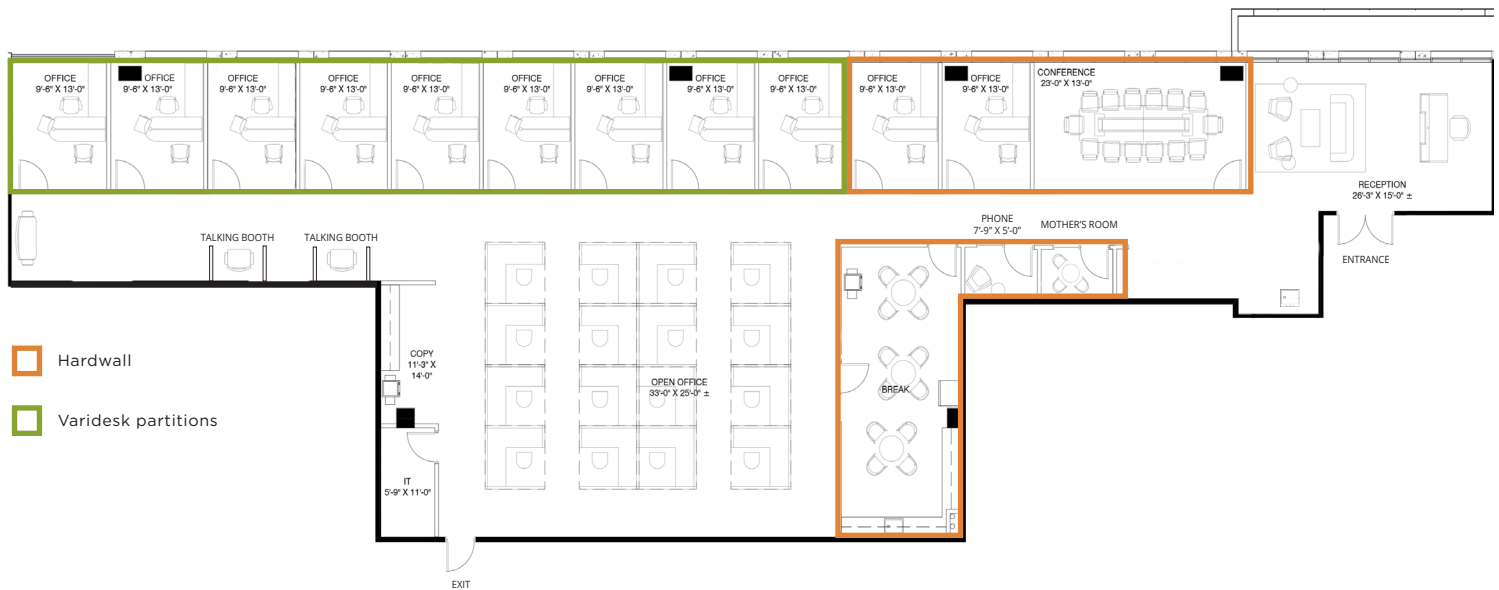 OFFICE
9'-6" X 13'-0"
OFFICE
9'-6" X 13'-0"
OFFICE
9'-6" X 13'-0"
OFFICE
9'-6" X 13'-0"
OFFICE
9'-6" X 13'-0"
OFFICE
9'-6" X 13'-0"
OFFICE
9'-6" X 13'-0"
OFFICE
9'-6" X 13'-0"
OFFICE
9'-6" X 13'-0"
OFFICE
9'-6" X 13'-0"
OFFICE
9'-6" X 13'-0"
CONFERENCE
23'-0" X 13'-0"
RECEPTION
26'-3" X 15'-0" ±
TALKING BOOTH
TALKING BOOTH
PHONE
7'-9" X 5'-0"
MOTHER'S ROOM
ENTRANCE
Hardwall
Varidesk partitions
COPY
11'-3" X
14'-0"
OPEN OFFICE
33'-0" X 25'-0" ±
BREAK
IT
5'-9" X 11'-0"
EXIT